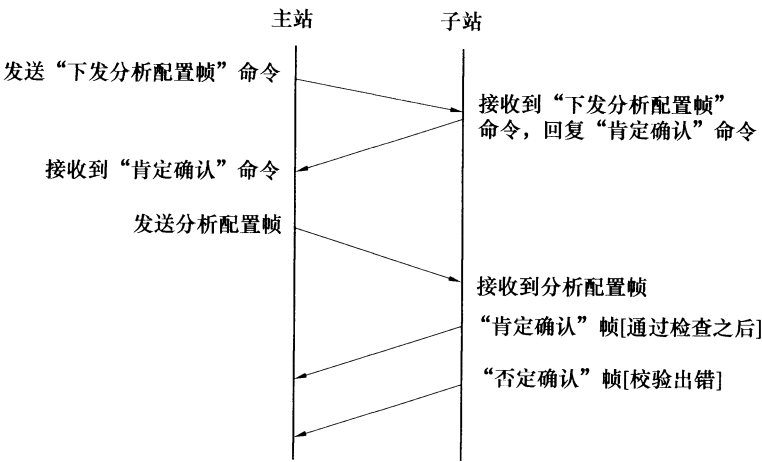 主站
子站
发送“下发分析配置帧”命令
接收到“下发分析配置帧”
命令，回复“肯定确认”命令
接收到“肯定确认”命令
发送分析配置帧
接收到分析配置帧
“肯定确认”帧[通过检查之后]
“否定确认”帧[校验出错]